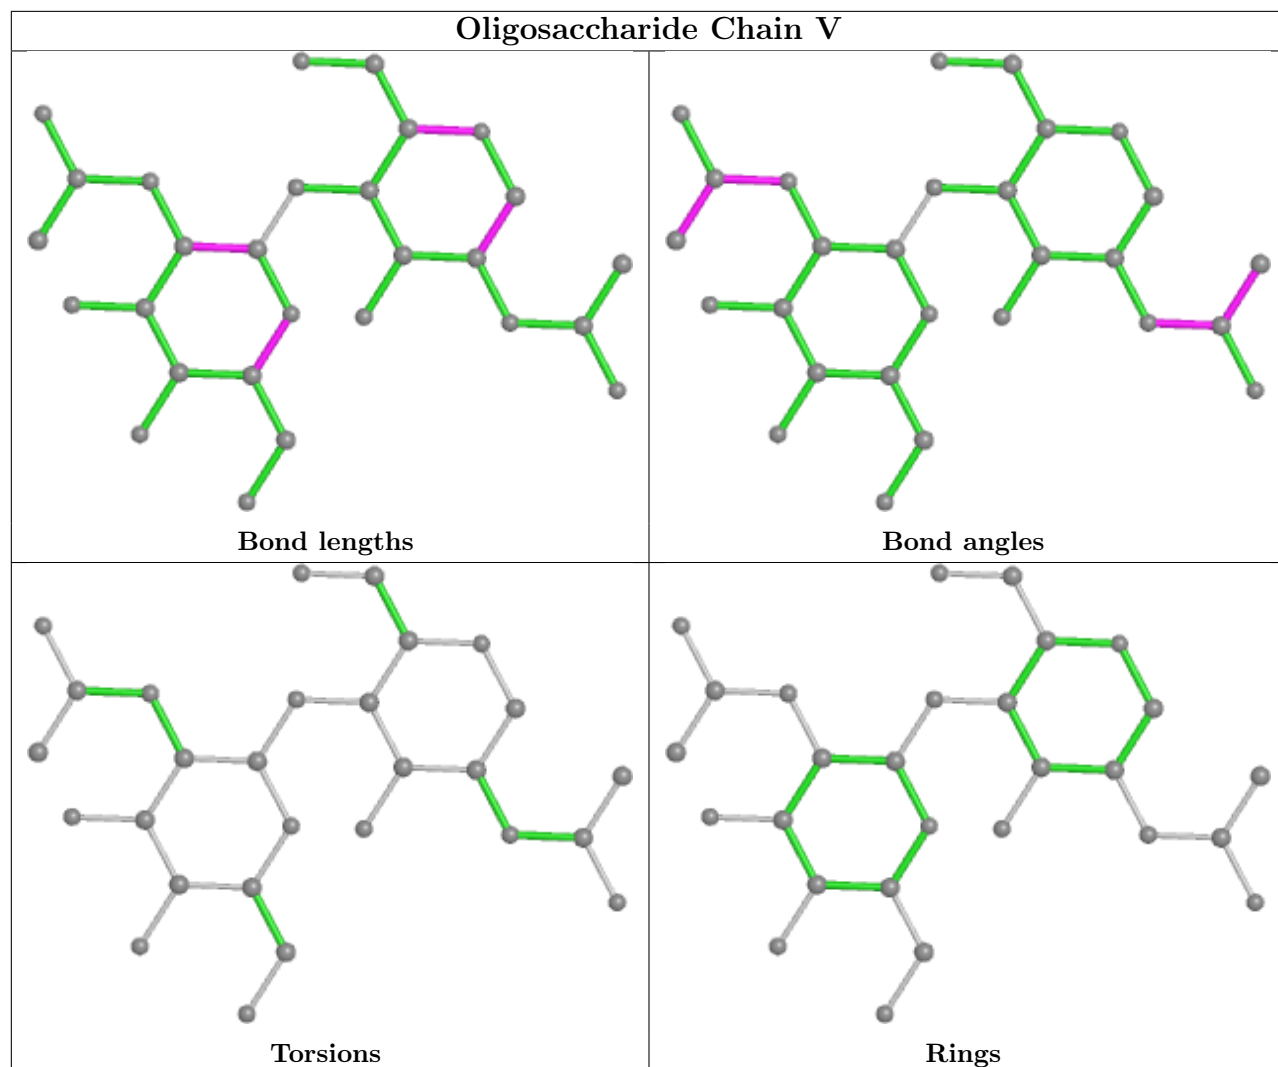 Oligosaccharide Chain V
Bond lengths
Bond angles
Torsions
Rings